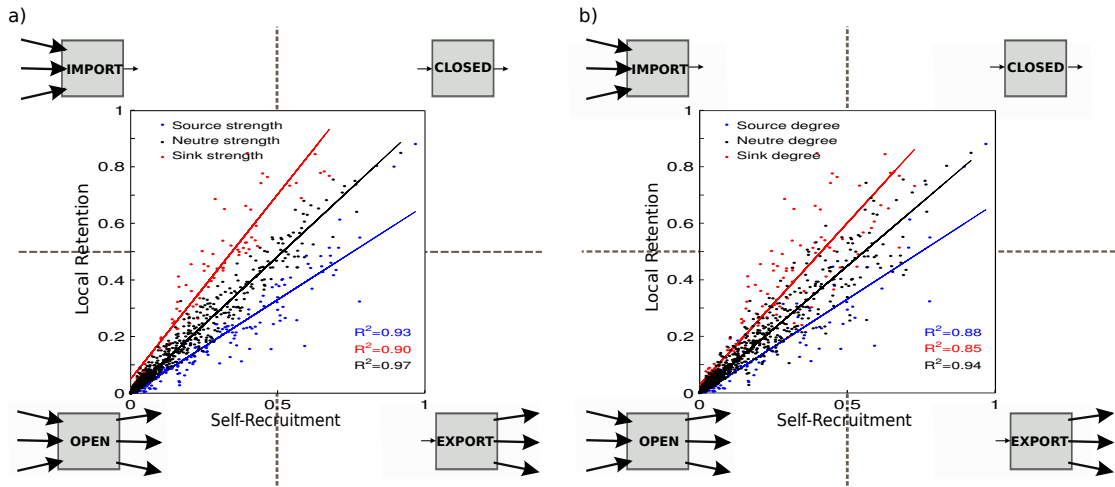 a)
IMPORT
CLOSED
1
Source strength
Neutre strength
Sink strength
0.8
0.6
0.4
0.2
0
Local Retention
R²=0.93
R²=0.90
R²=0.97
0
0.5
1
Self-Recruitment
OPEN
EXPORT
b)
IMPORT
CLOSED
1
Source degree
Neutre degree
Sink degree
0.8
0.6
0.4
0.2
0
Local Retention
R²=0.88
R²=0.85
R²=0.94
0
0.5
1
Self-Recruitment
OPEN
EXPORT